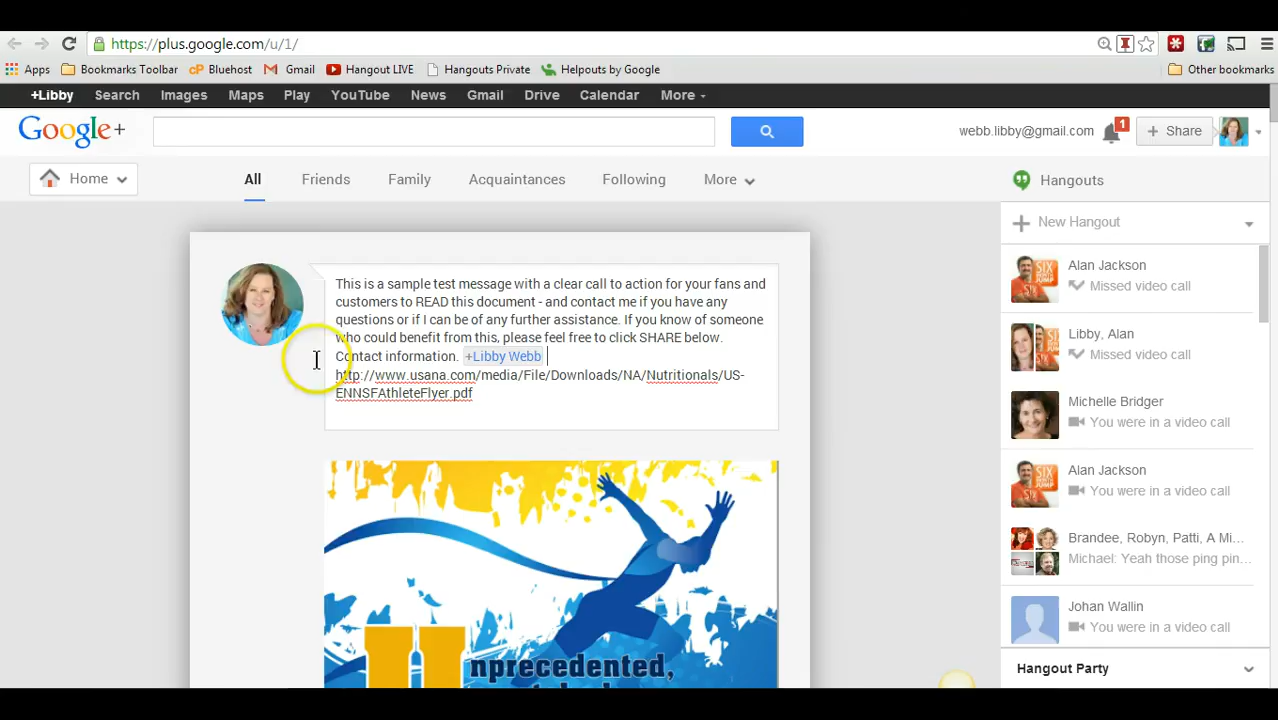 https://plus.google.com/u/1/
Apps Bookmarks Toolbar cP Bluehost Gmail Hangout LIVE Hangouts Private Helpouts by Google Other bookmarks
+Libby Search Images Maps Play YouTube News Gmail Drive Calendar More
Google+ webb.libby@gmail.com 1 + Share
Home All Friends Family Acquaintances Following More Hangouts
New Hangout
This is a sample test message with a clear call to action for your fans and
customers to READ this document - and contact me if you have any
questions or if I can be of any further assistance. If you know of someone
who could benefit from this, please feel free to click SHARE below.
Contact information. +Libby Webb
http://www.usana.com/media/File/Downloads/NA/Nutritionals/US-
ENNSFAthleteFlyer.pdf
Unprecedented,
Alan Jackson
Missed video call
Libby, Alan
Missed video call
Michelle Bridger
You were in a video call
Alan Jackson
You were in a video call
Brandee, Robyn, Patti, A Mi...
Michael: Yeah those ping pin...
Johan Wallin
You were in a video call
Hangout Party